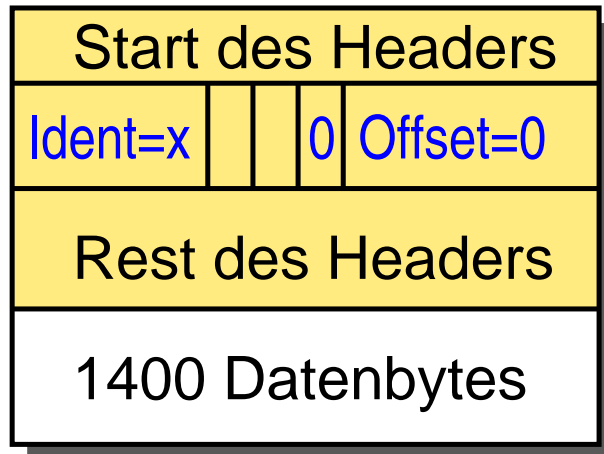 Start des Headers
Ident=x 0 Offset=0
Rest des Headers
1400 Datenbytes